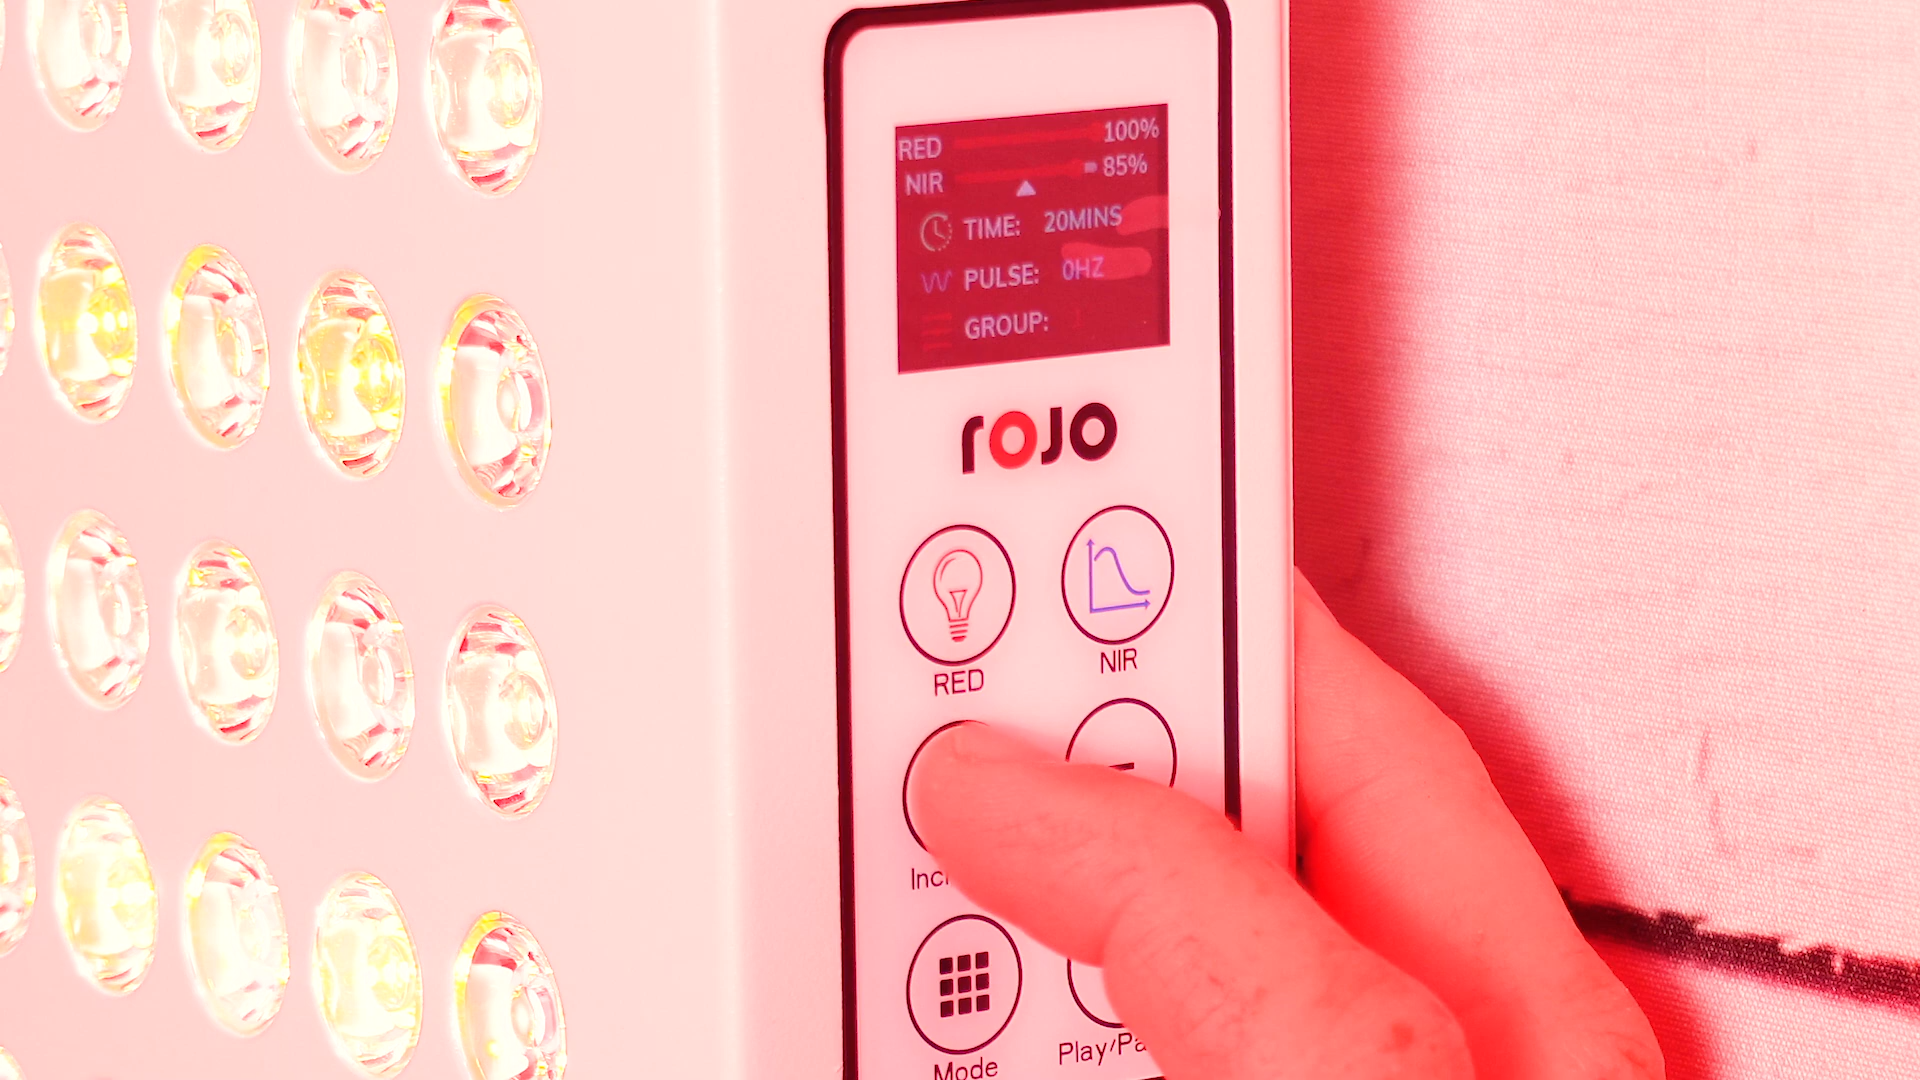 RED 100%
NIR 85%
TIME: 20MINS
PULSE: 0HZ
GROUP:
rojo
RED
NIR
Mode